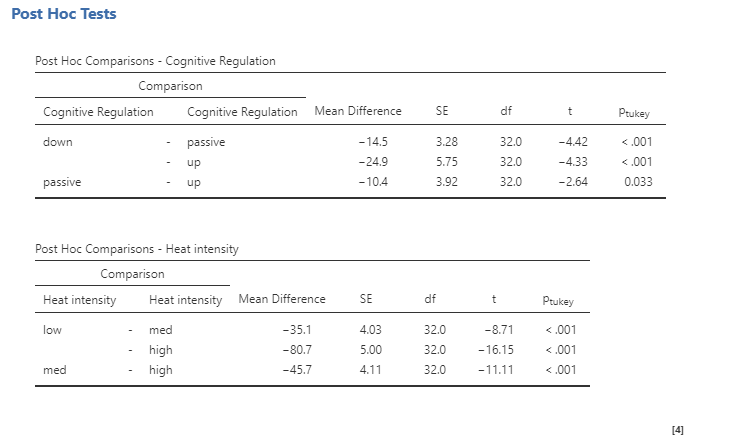 Post Hoc Tests
Post Hoc Comparisons - Cognitive Regulation
Comparison
Cognitive Regulation Cognitive Regulation Mean Difference SE df t Ptukey
down - passive −14.5 3.28 32.0 −4.42 < .001
- up −24.9 5.75 32.0 −4.33 < .001
passive - up −10.4 3.92 32.0 −2.64 0.033
Post Hoc Comparisons - Heat intensity
Comparison
Heat intensity Heat intensity Mean Difference SE df t Ptukey
low - med −35.1 4.03 32.0 −8.71 < .001
- high −80.7 5.00 32.0 −16.15 < .001
med - high −45.7 4.11 32.0 −11.11 < .001
[4]